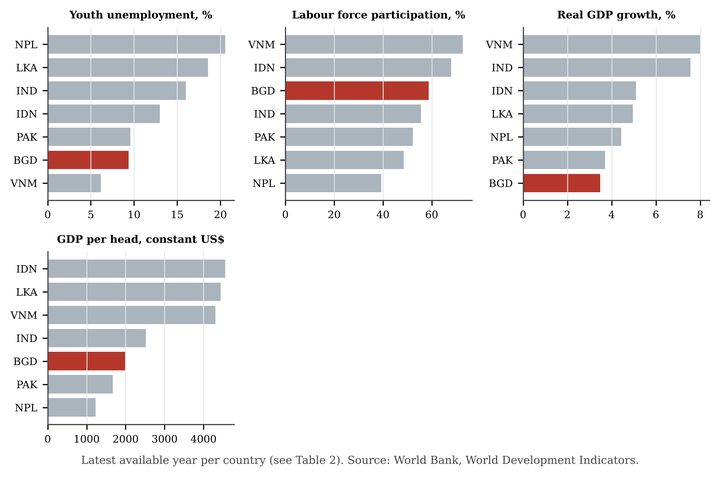 Youth unemployment, %
NPL
LKA
IND
IDN
PAK
BGD
VNM
0 5 10 15 20
Labour force participation, %
VNM
IDN
BGD
IND
PAK
LKA
NPL
0 20 40 60
Real GDP growth, %
VNM
IND
IDN
LKA
NPL
PAK
BGD
0 2 4 6 8
GDP per head, constant US$
IDN
LKA
VNM
IND
BGD
PAK
NPL
0 1000 2000 3000 4000
Latest available year per country (see Table 2). Source: World Bank, World Development Indicators.